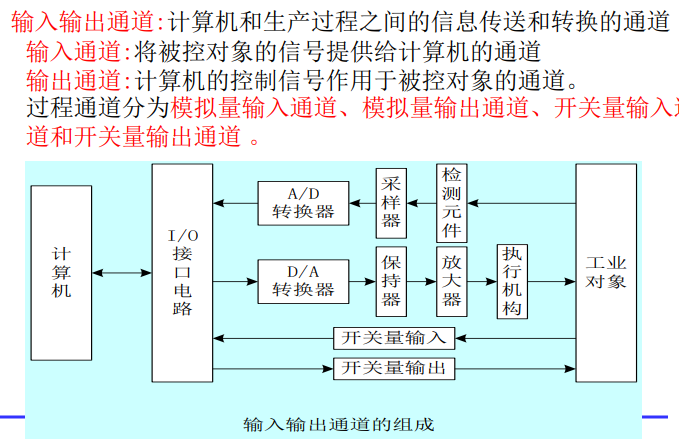 输入输出通道:计算机和生产过程之间的信息传送和转换的通道
输入通道:将被控对象的信号提供给计算机的通道
输出通道:计算机的控制信号作用于被控对象的通道。
过程通道分为模拟量输入通道、模拟量输出通道、开关量输入通
道和开关量输出通道 。
计算机
I/O接口电路
A/D
转换器
采样器
检测元件
D/A
转换器
保持器
放大器
执行机构
工业
对象
开关量输入
开关量输出
输入输出通道的组成